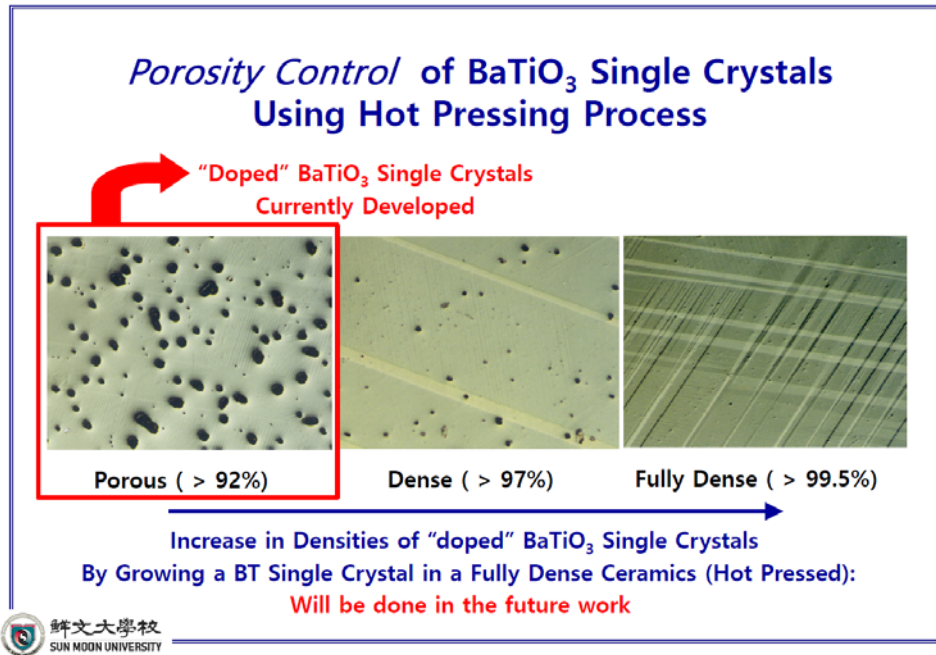 Porosity Control of BaTiO₃ Single Crystals
Using Hot Pressing Process
“Doped” BaTiO₃ Single Crystals
Currently Developed
Porous ( > 92%)
Dense ( > 97%)
Fully Dense ( > 99.5%)
Increase in Densities of “doped” BaTiO₃ Single Crystals
By Growing a BT Single Crystal in a Fully Dense Ceramics (Hot Pressed):
Will be done in the future work
鮮文大學校
SUN MOON UNIVERSITY